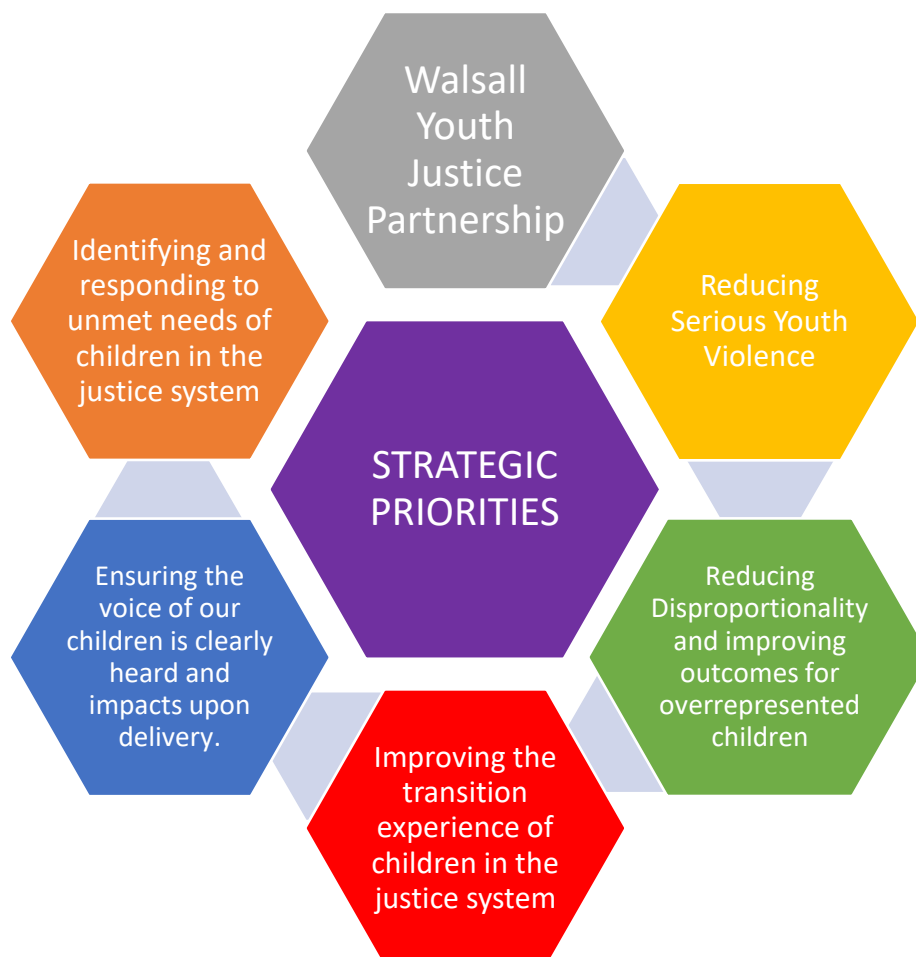 Walsall
Youth
Justice
Partnership
Reducing
Serious Youth
Violence
Reducing
Disproportionality
and improving
outcomes for
overrepresented
children
Improving the
transition
experience of
children in the
justice system
Ensuring the
voice of our
children is clearly
heard and
impacts upon
delivery.
Identifying and
responding to
unmet needs of
children in the
justice system
STRATEGIC
PRIORITIES